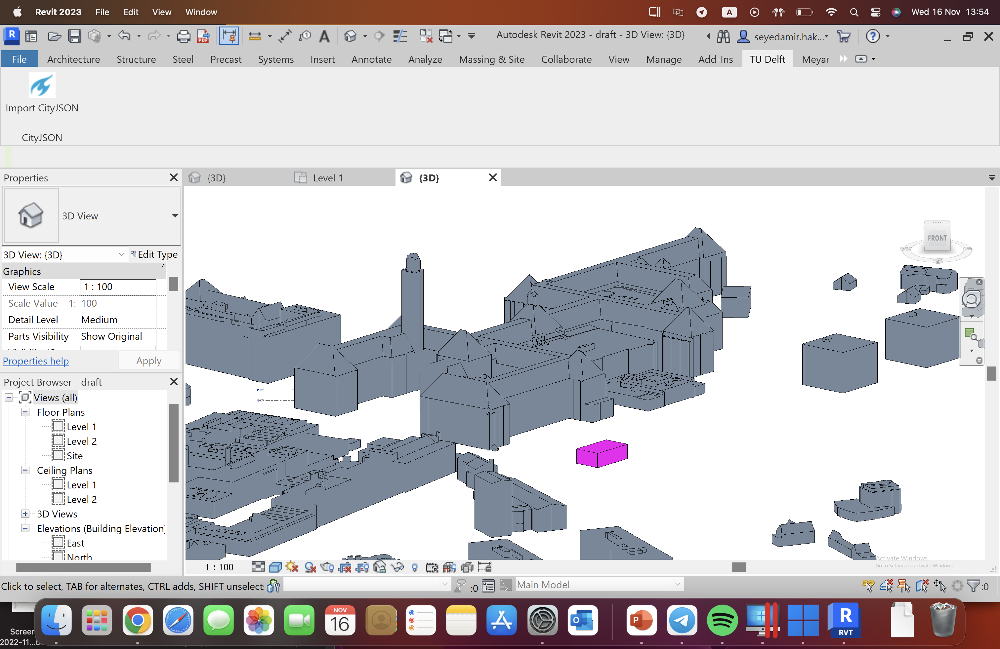 Revit 2023 File Edit View Window A Wed 16 Nov 13:54
R PDF A Autodesk Revit 2023 - draft - 3D View: {3D} seyedamir.hak... ?
File Architecture Structure Steel Precast Systems Insert Annotate Analyze Massing & Site Collaborate View Manage Add-Ins TU Delft Meyar
Import CityJSON
CityJSON
Properties
{3D} Level 1 {3D}
3D View
FRONT
W E
S
3D View: {3D} Edit Type
Graphics
View Scale 1 : 100
Scale Value 1: 100
Detail Level Medium
Parts Visibility Show Original
Properties help Apply
Project Browser - draft
Views (all)
Floor Plans
Level 1
Level 2
Site
Ceiling Plans
Level 1
Level 2
3D Views
Elevations (Building Elevation)
East
North
Activate Windows
Go to Settings to activate Windows.
1 : 100
Click to select, TAB for alternates, CTRL adds, SHIFT unselects :0 Main Model :0
NOV
16
O
P
R
RVT
Screen
2022-11...5.